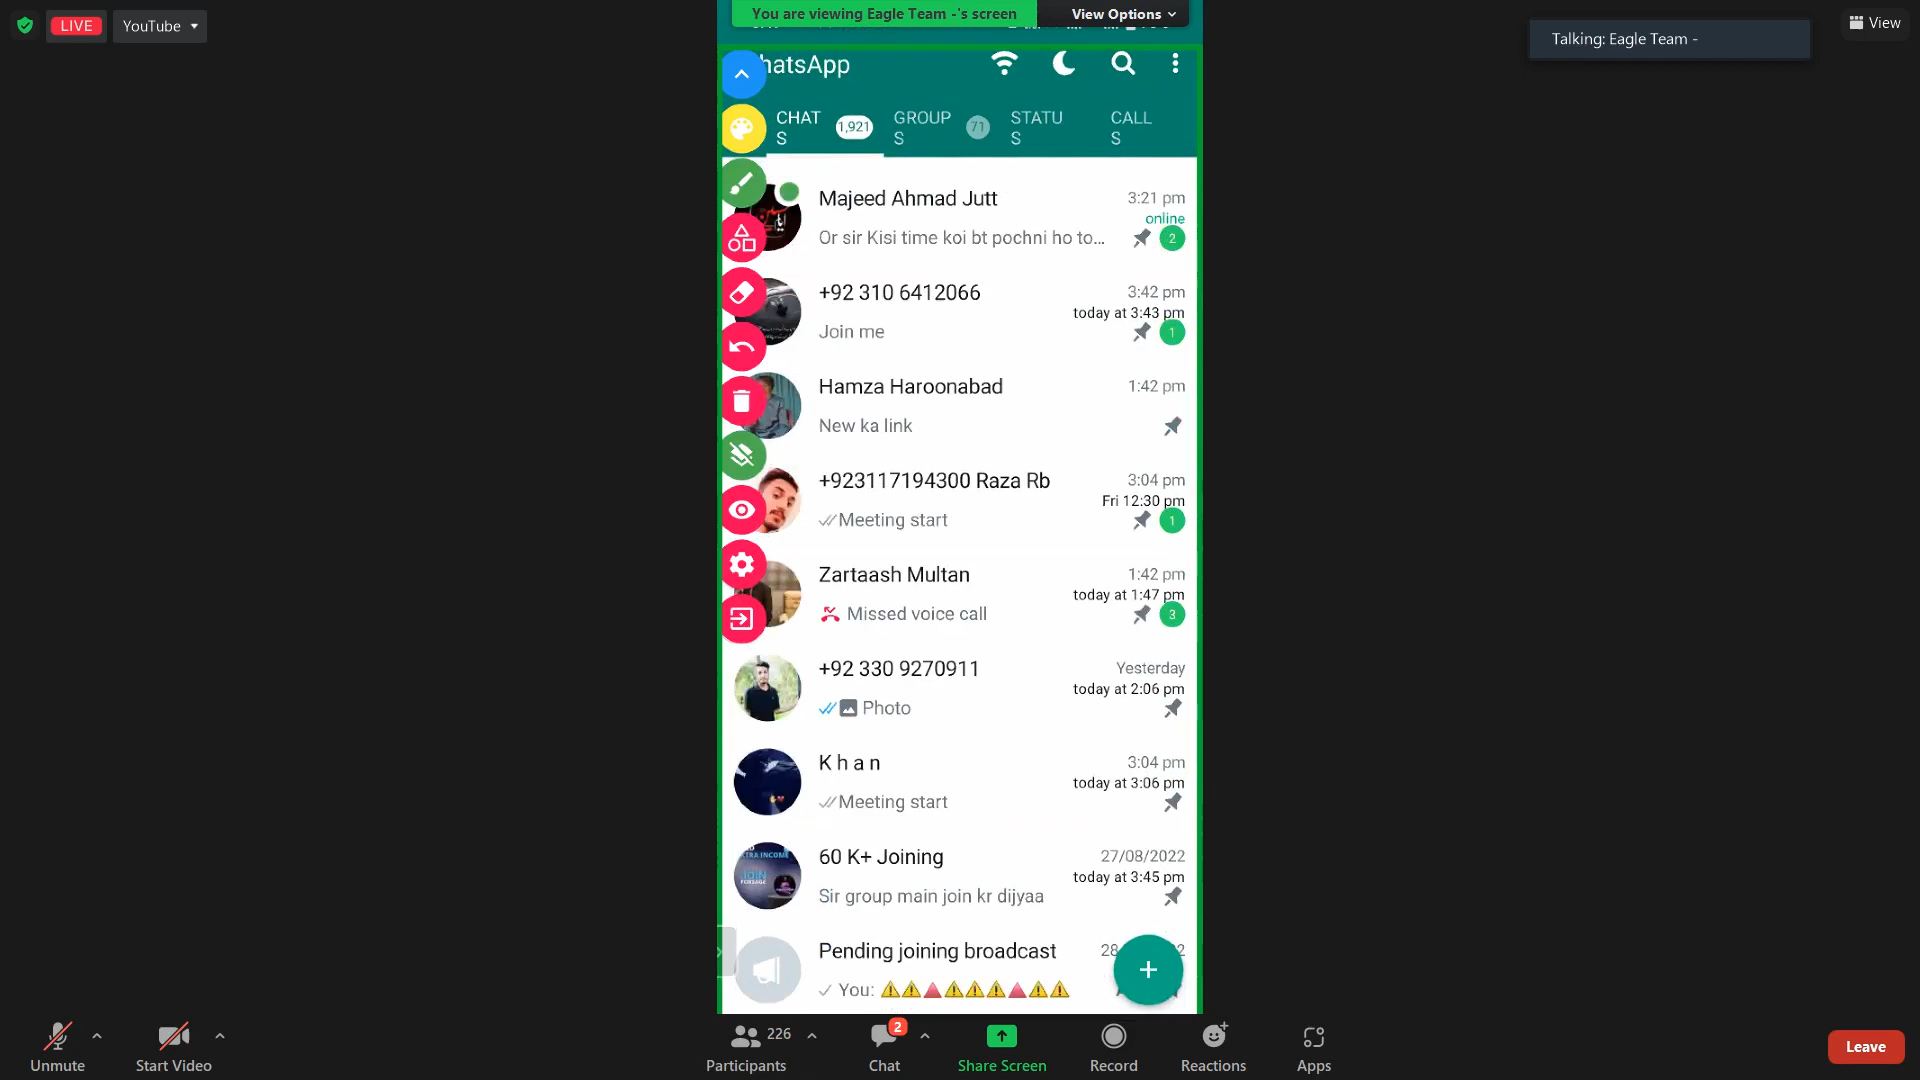 LIVE
YouTube
You are viewing Eagle Team -'s screen
View Options
Talking: Eagle Team -
View
hatsApp
CHAT
S
1,921
GROUP
S
71
STATU
S
CALL
S
Majeed Ahmad Jutt
3:21 pm
online
Or sir Kisi time koi bt pochni ho to...
2
+92 310 6412066
3:42 pm
today at 3:43 pm
Join me
1
Hamza Haroonabad
1:42 pm
New ka link
+923117194300 Raza Rb
3:04 pm
Fri 12:30 pm
Meeting start
1
Zartaash Multan
1:42 pm
today at 1:47 pm
Missed voice call
3
+92 330 9270911
Yesterday
today at 2:06 pm
Photo
K h a n
3:04 pm
today at 3:06 pm
Meeting start
60 K+ Joining
27/08/2022
today at 3:45 pm
Sir group main join kr dijyaa
Pending joining broadcast
28
2
You: ⚠⚠🔺⚠⚠⚠🔺⚠⚠
Unmute
Start Video
226
Participants
2
Chat
Share Screen
Record
Reactions
Apps
Leave